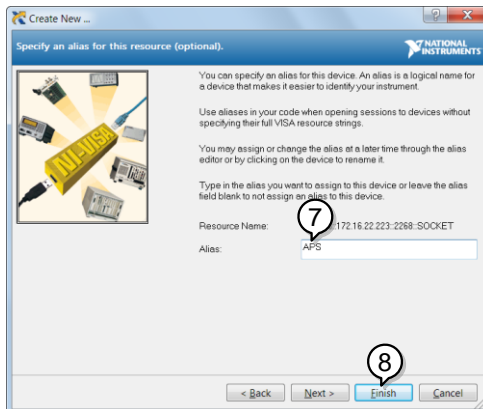 Create New ...
Specify an alias for this resource (optional).
NATIONAL
INSTRUMENTS
You can specify an alias for this device. An alias is a logical name for
a device that makes it easier to identify your instrument.
Use aliases in your code when opening sessions to devices without
specifying their full VISA resource strings.
You may assign or change the alias at a later time through the alias
editor or by clicking on the device to rename it.
Type in the alias you want to assign to this device or leave the alias
field blank to not assign an alias to this device.
NI-VISA
7
Resource Name: 172.16.22.223::2268::SOCKET
Alias: APS
8
< Back Next > Finish Cancel